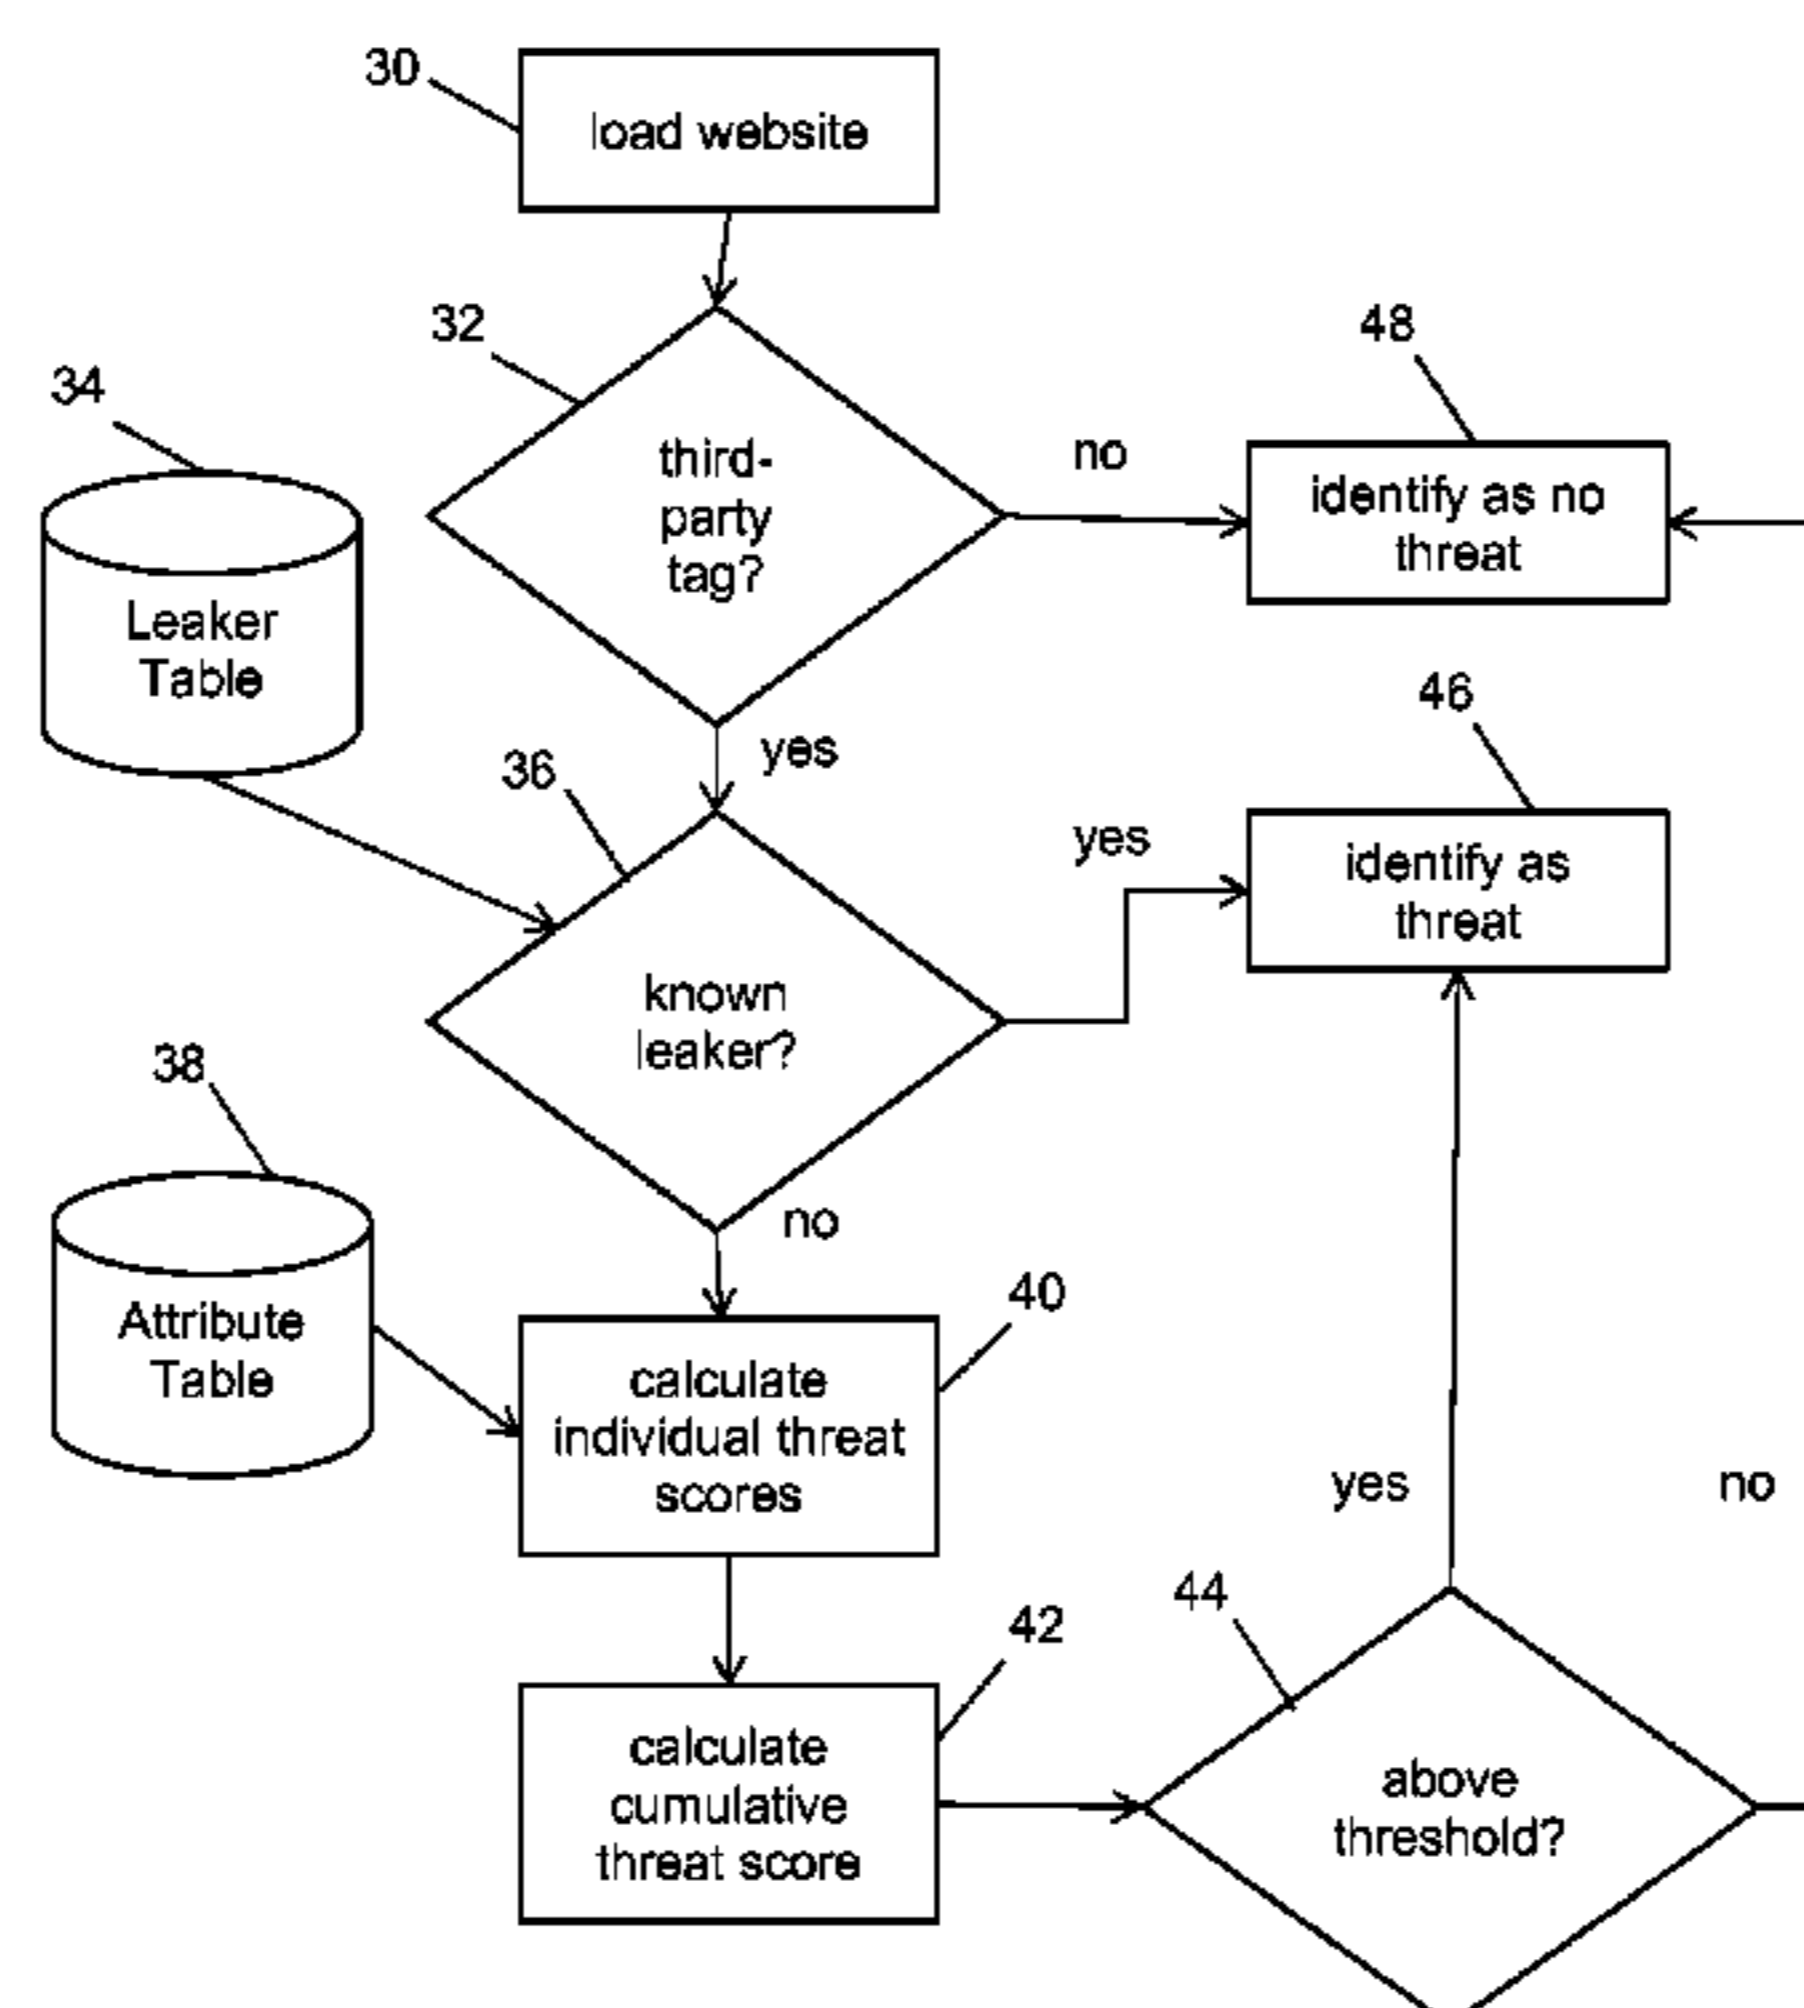 30
load website
32
48
34
third-
party
tag?
no
identify as no
threat
Leaker
Table
46
yes
36
yes
identify as
threat
known
leaker?
38
no
40
Attribute
Table
calculate
individual threat
scores
yes
no
44
42
calculate
cumulative
threat score
above
threshold?